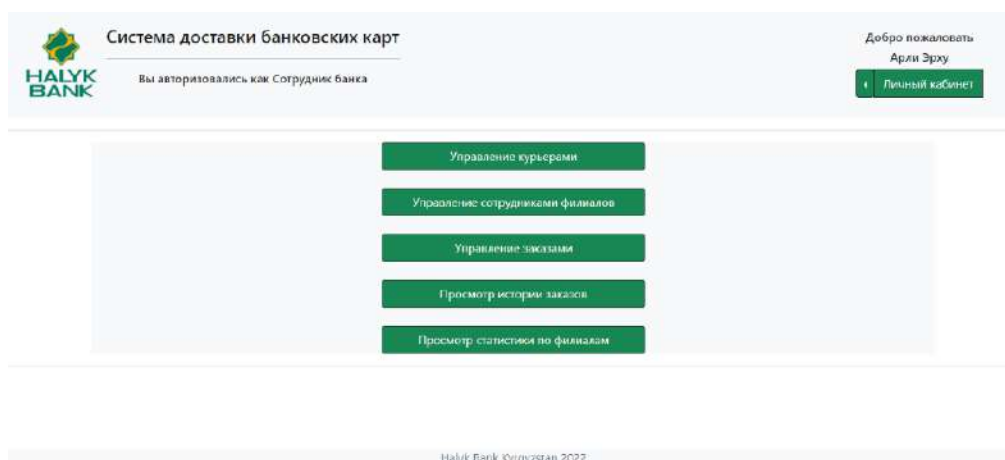 HALYK
BANK
Система доставки банковских карт
Вы авторизовались как Сотрудник банка
Добро пожаловать
Арли Эрху
Личный кабинет
Управление курьерами
Управление сотрудниками филиалов
Управление заказами
Просмотр истории заказов
Просмотр статистики по филиалам
Halyk Bank Kyrgyzstan 2022